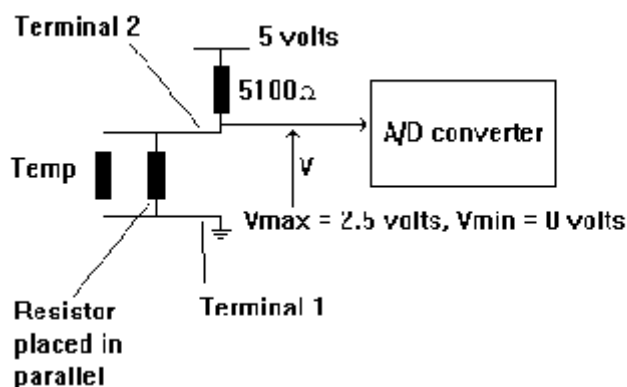 Terminal 2
5 volts
5100Ω
A/D converter
Temp
V
Vmax = 2.5 volts, Vmin = 0 volts
Terminal 1
Resistor
placed in
parallel